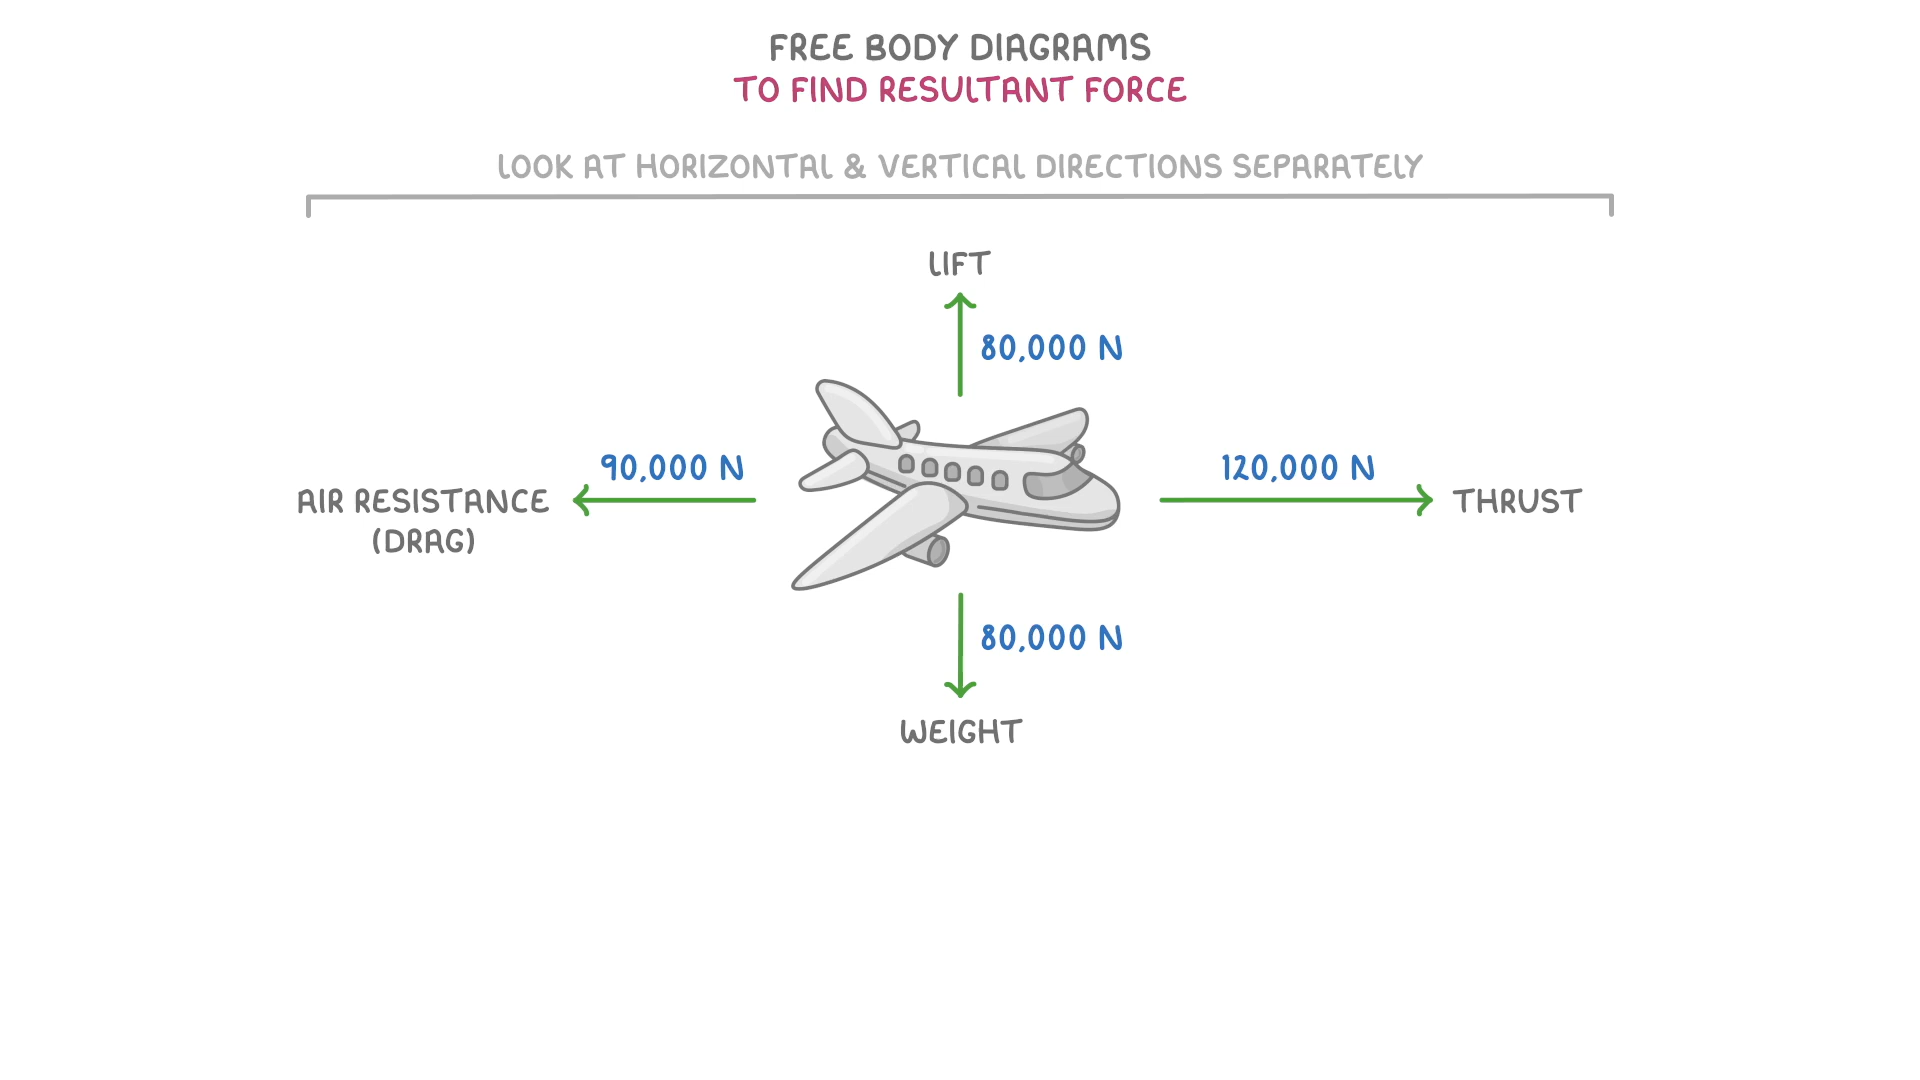 FREE BODY DIAGRAMS
TO FIND RESULTANT FORCE
LOOK AT HORIZONTAL & VERTICAL DIRECTIONS SEPARATELY
LIFT
80,000 N
90,000 N
120,000 N
AIR RESISTANCE
(DRAG)
THRUST
80,000 N
WEIGHT